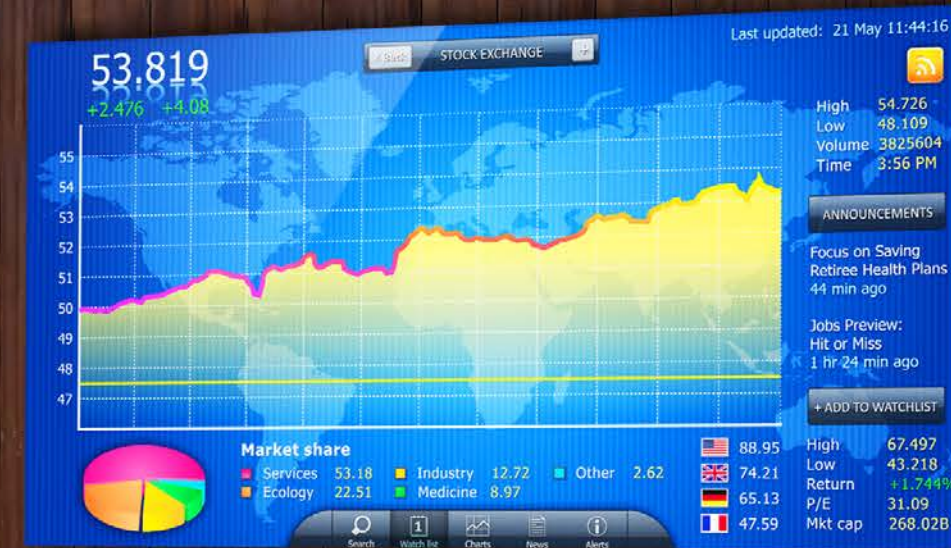 Last updated: 21 May 11:44:16
53.819
+2.476 +4.08
Back
STOCK EXCHANGE
+
High 54.726
Low 48.109
Volume 3825604
Time 3:56 PM
55
54
53
52
51
50
49
48
47
ANNOUNCEMENTS
Focus on Saving
Retiree Health Plans
44 min ago
Jobs Preview:
Hit or Miss
1 hr 24 min ago
+ ADD TO WATCHLIST
Market share
Services 53.18 Industry 12.72 Other 2.62
Ecology 22.51 Medicine 8.97
88.95
74.21
65.13
47.59
High 67.497
Low 43.218
Return +1.744%
P/E 31.09
Mkt cap 268.02B
1
Search Watch list Charts News Alerts